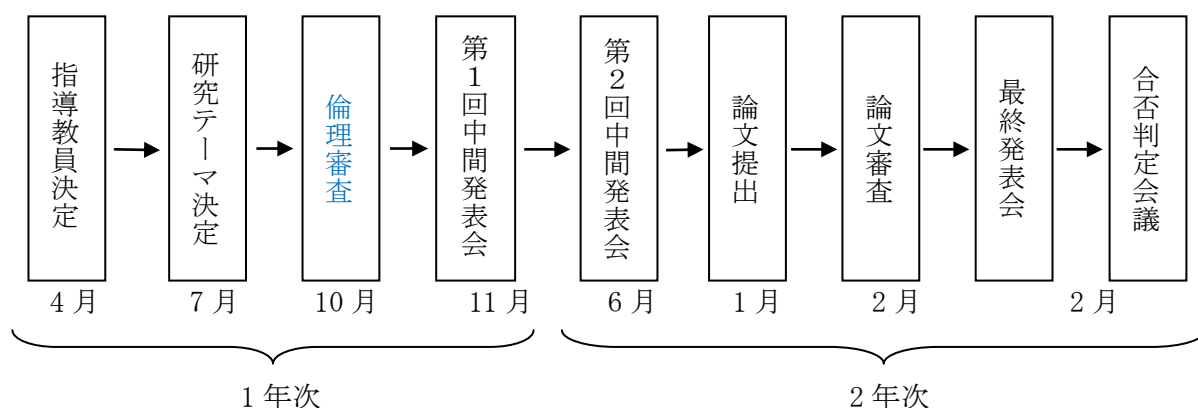 指導教員決定
研究テーマ決定
倫理審査
第1回中間発表会
第2回中間発表会
論文提出
論文審査
最終発表会
合否判定会議
4月
7月
10月
11月
6月
1月
2月
2月
1年次
2年次